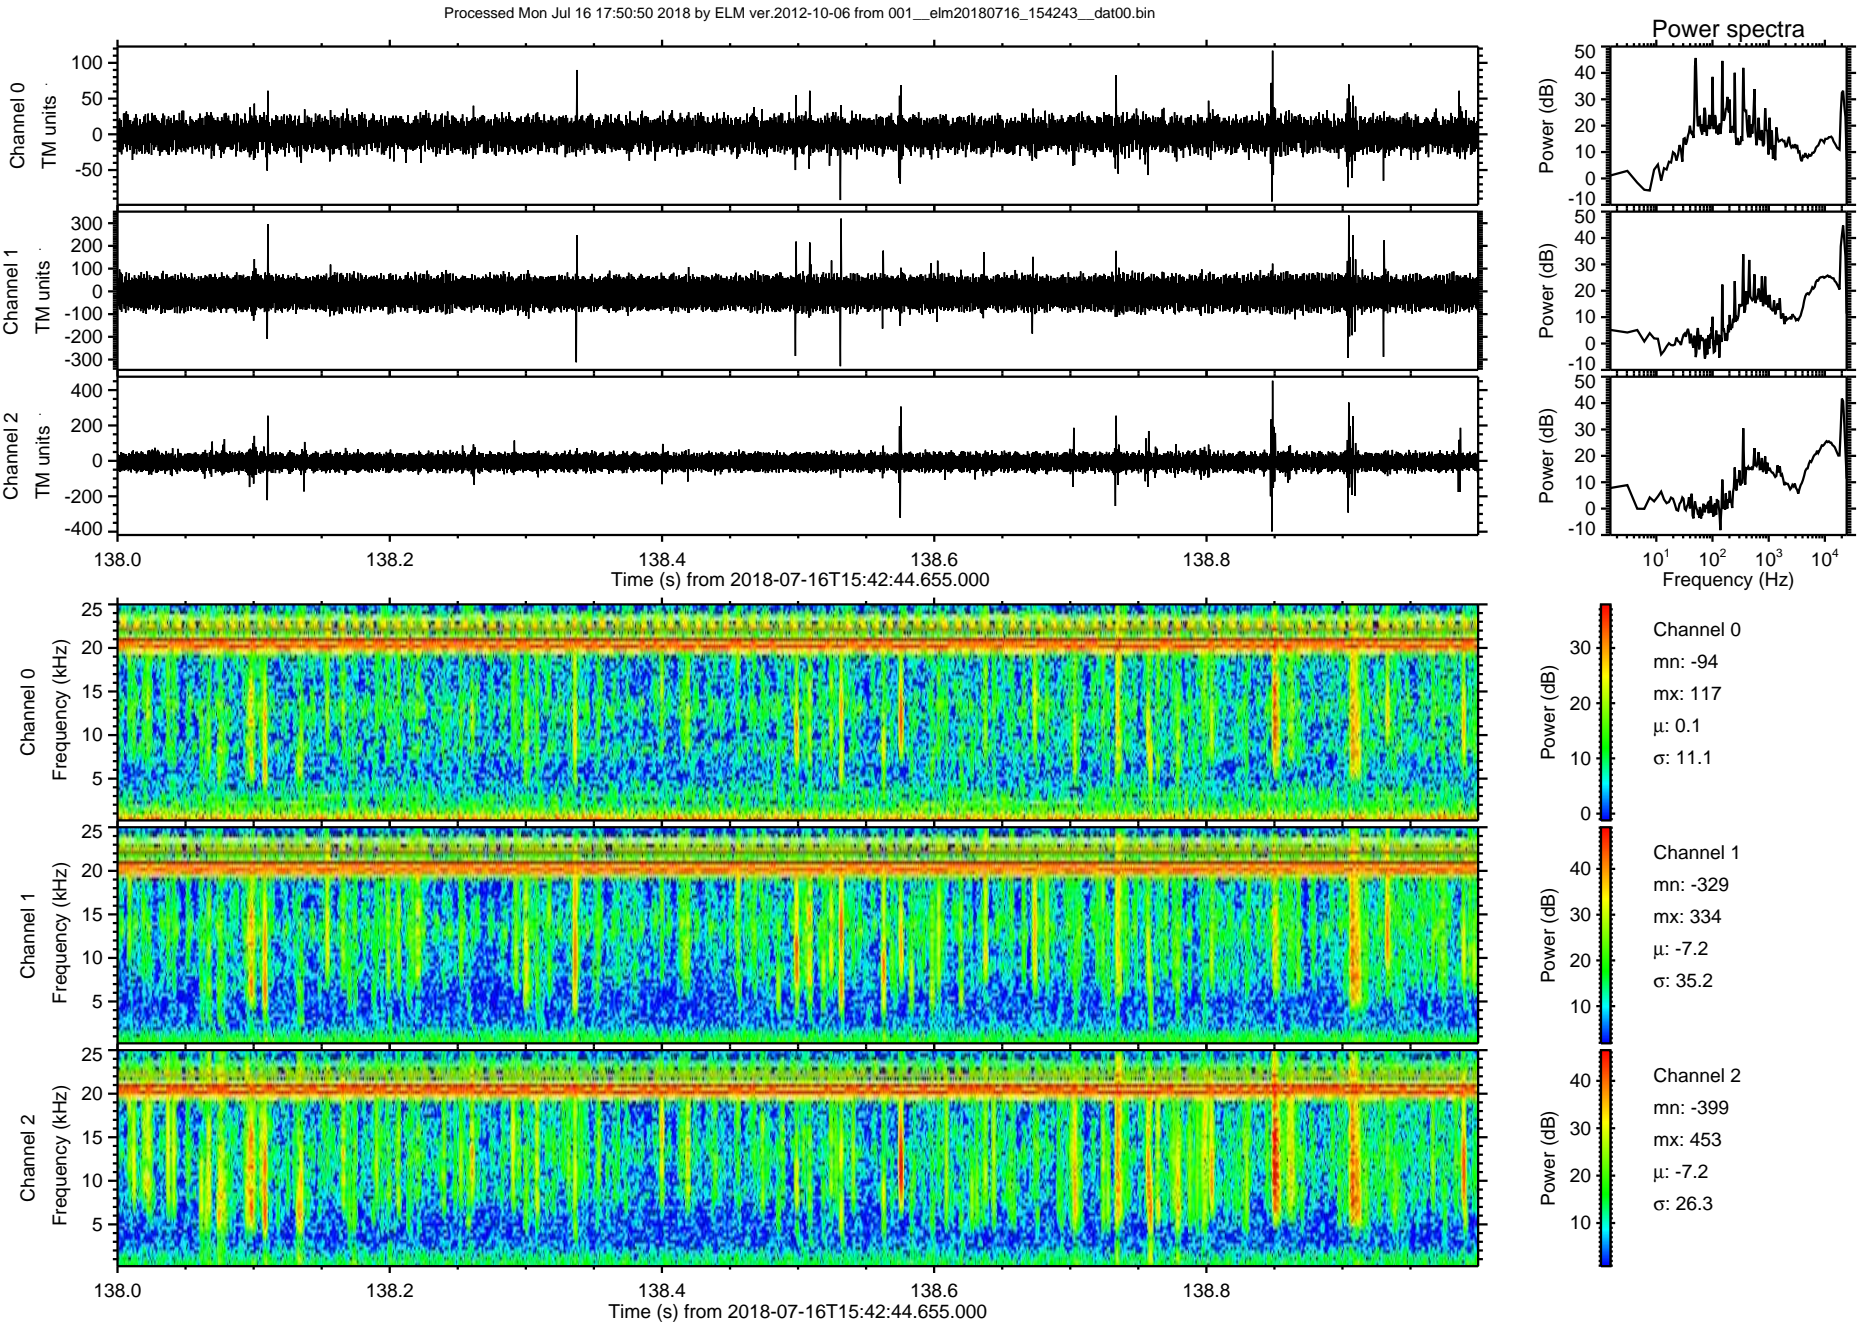 Processed Mon Jul 16 17:50:50 2018 by ELM ver.2012-10-06 from 001__elm20180716_154243__dat00.bin
Power spectra
Channel 0
TM units
100
50
0
-50
Power (dB)
50
40
30
20
10
0
-10
Channel 1
TM units
300
200
100
0
-100
-200
-300
Power (dB)
50
40
30
20
10
0
-10
Channel 2
TM units
400
200
0
-200
-400
Power (dB)
50
40
30
20
10
0
-10
138.0 138.2 138.4 138.6 138.8
Time (s) from 2018-07-16T15:42:44.655.000
10^1 10^2 10^3 10^4
Frequency (Hz)
Channel 0
Frequency (kHz)
25
20
15
10
5
Power (dB)
30
20
10
0
Channel 0
mn: -94
mx: 117
μ: 0.1
σ: 11.1
Channel 1
Frequency (kHz)
25
20
15
10
5
Power (dB)
40
30
20
10
Channel 1
mn: -329
mx: 334
μ: -7.2
σ: 35.2
Channel 2
Frequency (kHz)
25
20
15
10
5
Power (dB)
40
30
20
10
Channel 2
mn: -399
mx: 453
μ: -7.2
σ: 26.3
138.0 138.2 138.4 138.6 138.8
Time (s) from 2018-07-16T15:42:44.655.000